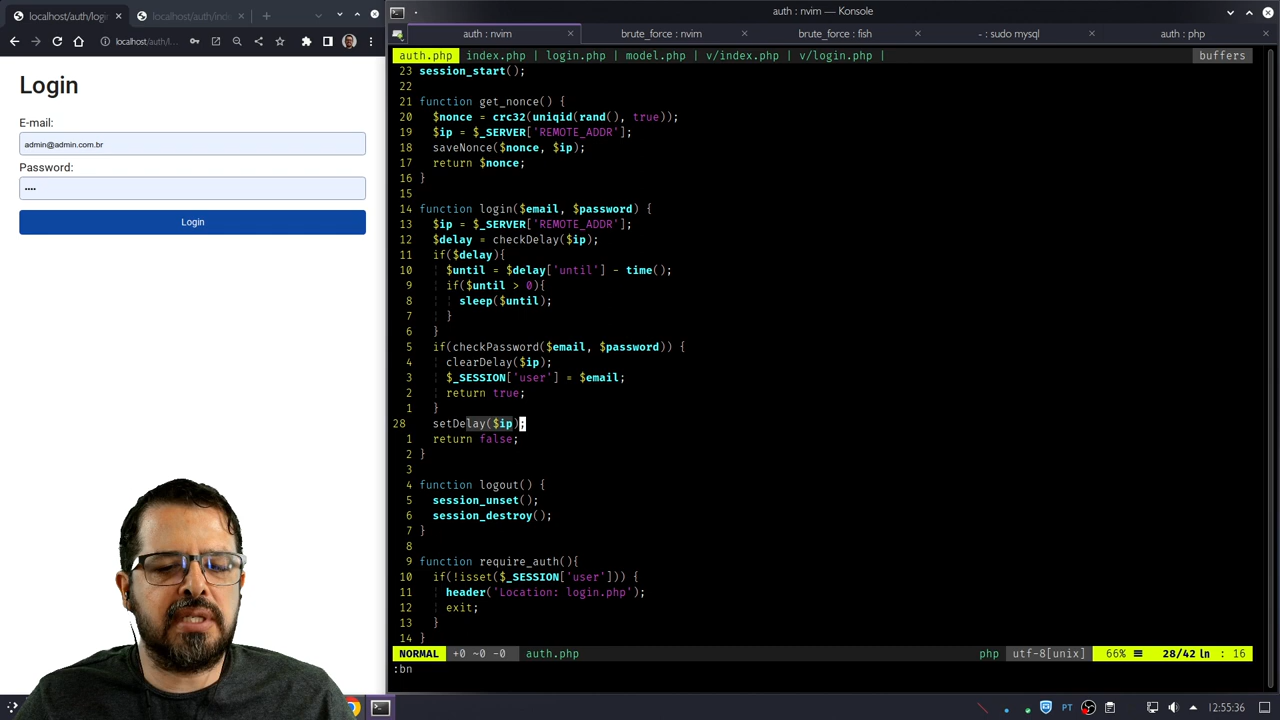 localhost/auth/logi
localhost/auth/inde
localhost/auth/l...
Login
E-mail:
admin@admin.com.br
Password:
••••
Login
auth : nvim — Konsole
auth : nvim
brute_force : nvim
brute_force : fish
- : sudo mysql
auth : php
auth.php | index.php | login.php | model.php | v/index.php | v/login.php |
buffers
23 session_start();
22
21 function get_nonce() {
20 $nonce = crc32(uniqid(rand(), true));
19 $ip = $_SERVER['REMOTE_ADDR'];
18 saveNonce($nonce, $ip);
17 return $nonce;
16 }
15
14 function login($email, $password) {
13 $ip = $_SERVER['REMOTE_ADDR'];
12 $delay = checkDelay($ip);
11 if($delay){
10 $until = $delay['until'] - time();
9 if($until > 0){
8 sleep($until);
7 }
6 }
5 if(checkPassword($email, $password)) {
4 clearDelay($ip);
3 $_SESSION['user'] = $email;
2 return true;
1 }
28 setDelay($ip);
1 return false;
2 }
3
4 function logout() {
5 session_unset();
6 session_destroy();
7 }
8
9 function require_auth(){
10 if(!isset($_SESSION['user'])) {
11 header('Location: login.php');
12 exit;
13 }
14 }
NORMAL +0 ~0 -0 auth.php php utf-8[unix] 66% 28/42 ln : 16
:bn
PT
12:55:36